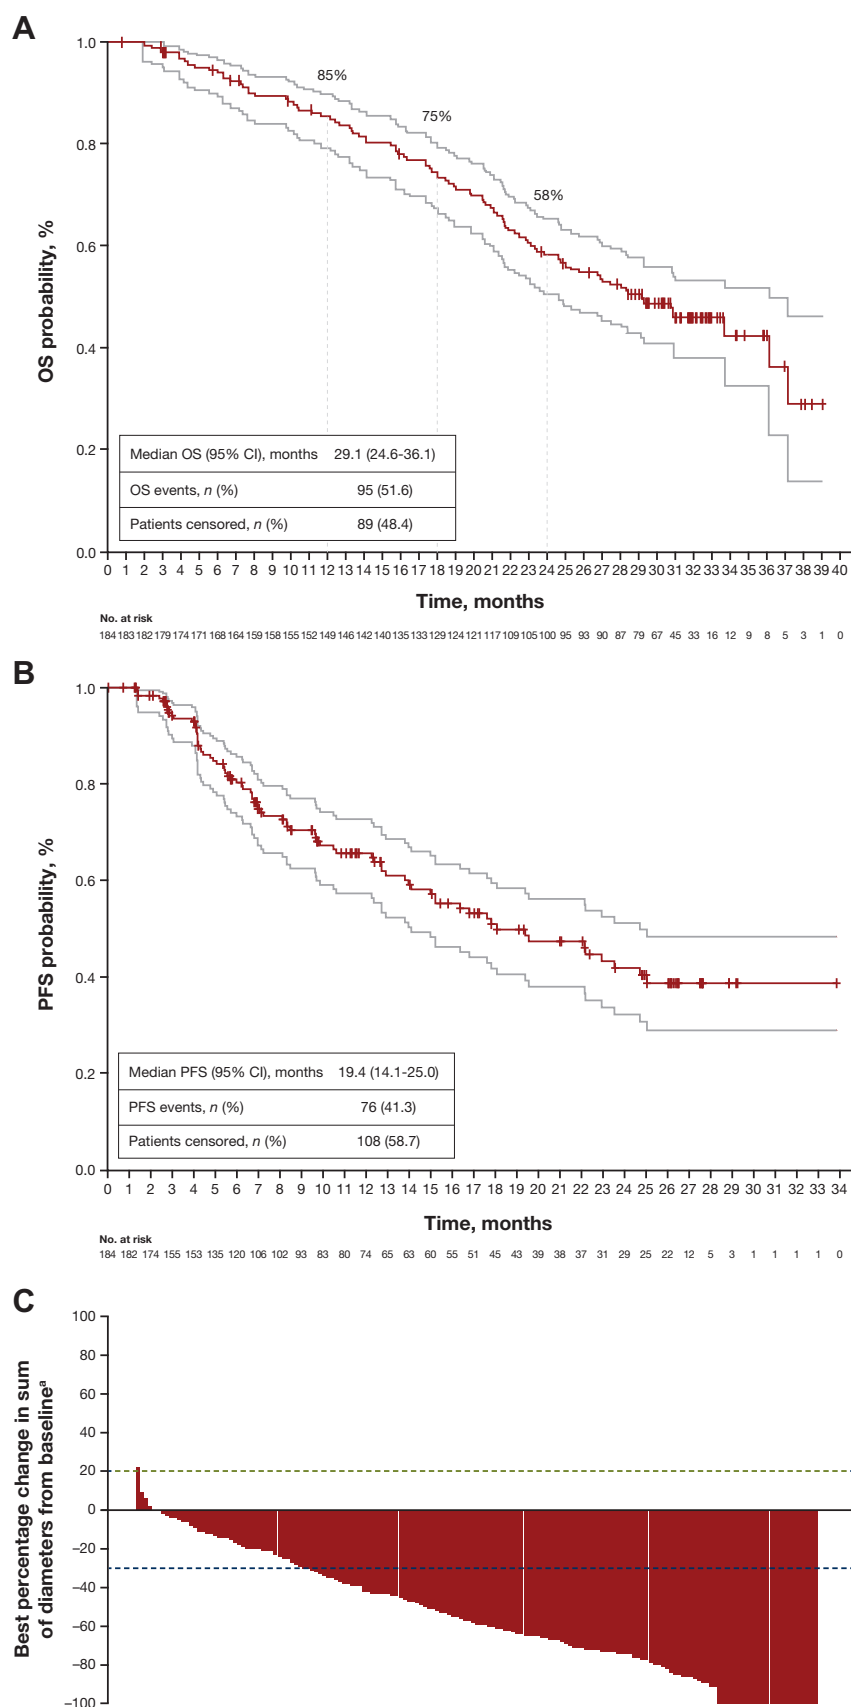 A
1.0
0.8
0.6
0.4
0.2
0.0
OS probability, %
85%
75%
58%
Median OS (95% CI), months 29.1 (24.6-36.1)
OS events, n (%) 95 (51.6)
Patients censored, n (%) 89 (48.4)
0 1 2 3 4 5 6 7 8 9 10 11 12 13 14 15 16 17 18 19 20 21 22 23 24 25 26 27 28 29 30 31 32 33 34 35 36 37 38 39 40
Time, months
No. at risk
184 183 182 179 174 171 168 164 159 158 155 152 149 146 142 140 135 133 129 124 121 117 109 105 100 95 93 90 87 79 67 45 33 16 12 9 8 5 3 1 0
B
1.0
0.8
0.6
0.4
0.2
0.0
PFS probability, %
Median PFS (95% CI), months 19.4 (14.1-25.0)
PFS events, n (%) 76 (41.3)
Patients censored, n (%) 108 (58.7)
0 1 2 3 4 5 6 7 8 9 10 11 12 13 14 15 16 17 18 19 20 21 22 23 24 25 26 27 28 29 30 31 32 33 34
Time, months
No. at risk
184 182 174 155 153 135 120 106 102 93 83 80 74 65 63 60 55 51 45 43 39 38 37 31 29 25 22 12 5 3 1 1 1 1 0
C
100
80
60
40
20
0
−20
−40
−60
−80
−100
Best percentage change in sum
of diameters from baselineᵃ